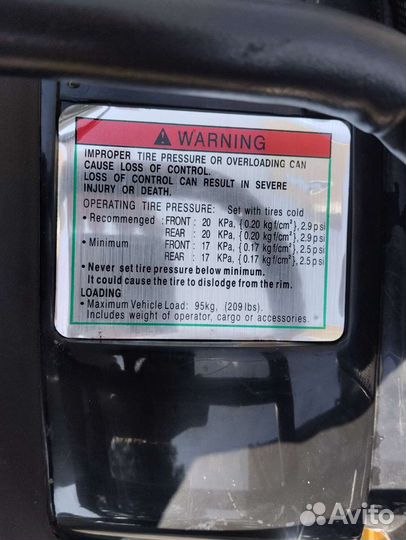 WARNING
IMPROPER TIRE PRESSURE OR OVERLOADING CAN
CAUSE LOSS OF CONTROL.
LOSS OF CONTROL CAN RESULT IN SEVERE
INJURY OR DEATH.
OPERATING TIRE PRESSURE: Set with tires cold
• Recommenged :FRONT : 20 KPa, {0.20 kgf/cm²}, 2.9 psi
REAR : 20 KPa, {0.20 kgf/cm²}, 2.9 psi
• Minimum FRONT : 17 KPa, {0.17 kgf/cm²}, 2.5 psi
REAR : 17 KPa, {0.17 kgf/cm²}, 2.5 psi
• Never set tire pressure below minimum.
It could cause the tire to dislodge from the rim.
LOADING
• Maximum Vehicle Load: 95kg, (209 lbs).
Includes weight of operator, cargo or accessories.
Avito